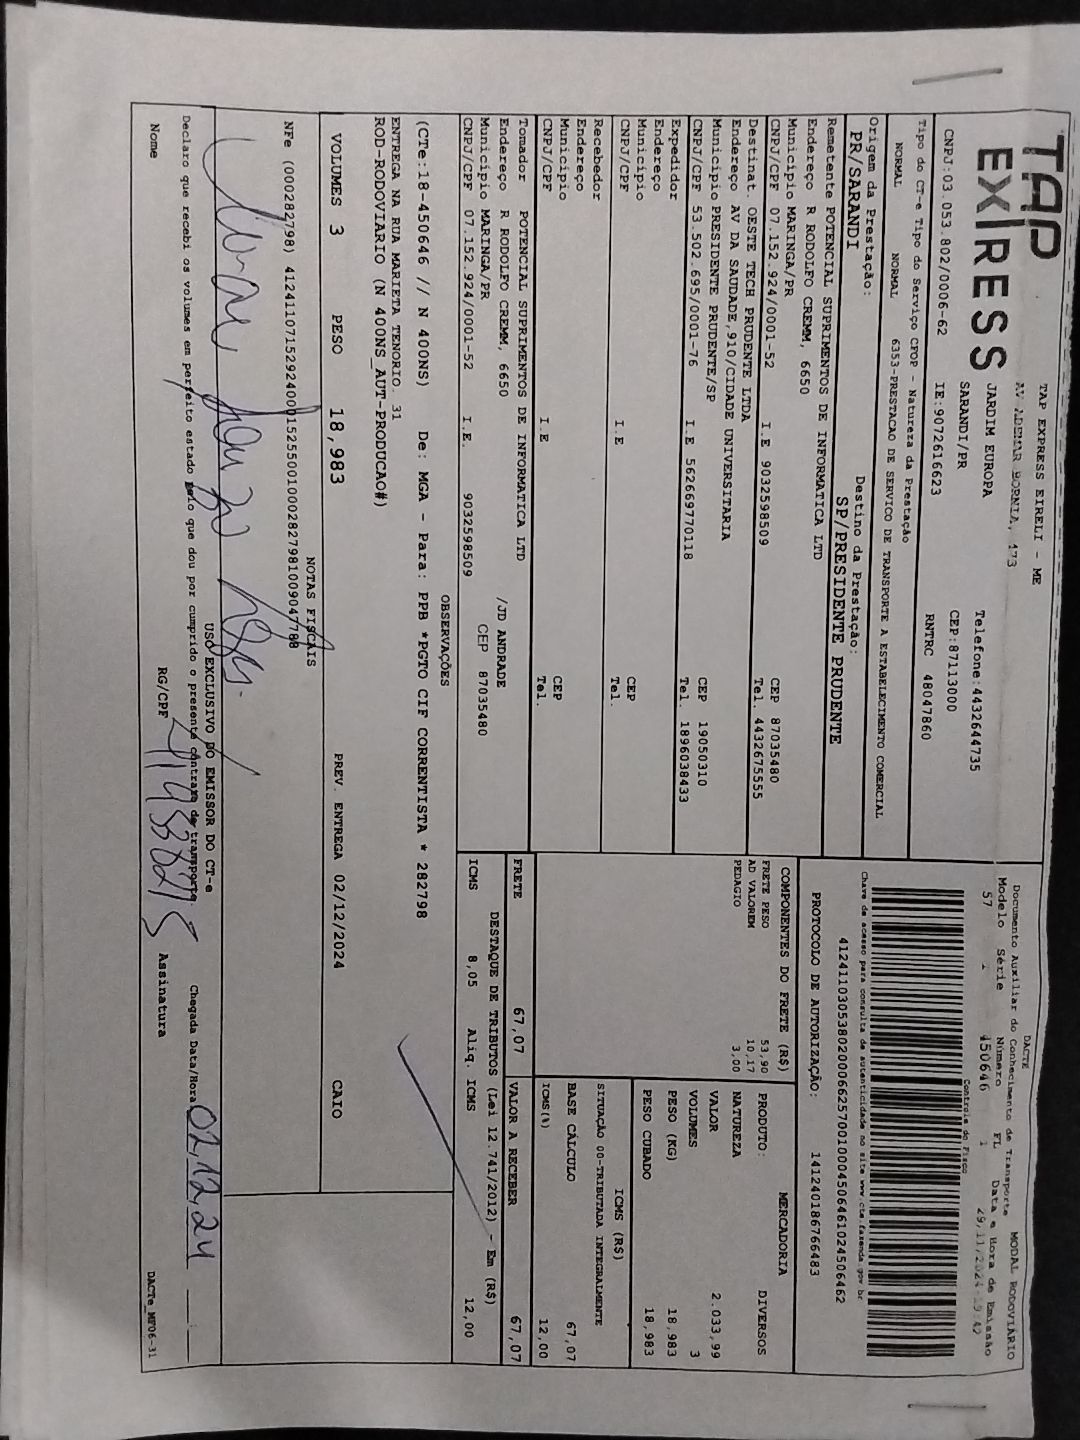 TAP
EX|RESS
TAP EXPRESS EIRELI - ME
AV ADEMAR BORNIA, 473
JARDIM EUROPA
SARANDI/PR
Telefone:4432644735
CEP:87113000
CNPJ:03.053.802/0006-62 IE:9072616623 RNTRC 48047860
Tipo do CT-e Tipo do Serviço CFOP - Natureza da Prestação
NORMAL NORMAL 6353-PRESTACAO DE SERVICO DE TRANSPORTE A ESTABELECIMENTO COMERCIAL
Origem da Prestação: Destino da Prestação:
PR/SARANDI SP/PRESIDENTE PRUDENTE
Remetente POTENCIAL SUPRIMENTOS DE INFORMATICA LTD
Endereço R RODOLFO CREMM, 6650
Município MARINGA/PR CEP 87035480
CNPJ/CPF 07.152.924/0001-52 I.E 9032598509 Tel. 4432675555
Destinat. OESTE TECH PRUDENTE LTDA
Endereço AV DA SAUDADE,910/CIDADE UNIVERSITARIA
Município PRESIDENTE PRUDENTE/SP CEP 19050310
CNPJ/CPF 53.502.695/0001-76 I.E 562669770118 Tel. 18996038433
Expedidor
Endereço
Município CEP
CNPJ/CPF I.E Tel.
Recebedor
Endereço
Município CEP
CNPJ/CPF I.E Tel.
Tomador POTENCIAL SUPRIMENTOS DE INFORMATICA LTD
Endereço R RODOLFO CREMM, 6650 /JD ANDRADE
Município MARINGA/PR CEP 87035480
CNPJ/CPF 07.152.924/0001-52 I.E. 9032598509
DACTE MODAL RODOVIÁRIO
Documento Auxiliar do Conhecimento de Transporte
Modelo Série Número FL Data e Hora de Emissão
57 1 450646 1 29/11/2024-19:42
Controle do Fisco
Chave de acesso para consulta de autenticidade no site www.cte.fazenda.gov.br
PROTOCOLO DE AUTORIZAÇÃO: 141240186766483
COMPONENTES DO FRETE (R$)
FRETE PESO 53,90
AD VALOREM 10,17
PEDAGIO 3,00
MERCADORIA
PRODUTO: DIVERSOS
NATUREZA
VALOR 2.033,99
VOLUMES 3
PESO (KG) 18,983
PESO CUBADO 18,983
ICMS (R$)
SITUAÇÃO 00-TRIBUTADA INTEGRALMENTE
BASE CÁLCULO 67,07
ICMS(%) 12,00
FRETE 67,07 VALOR A RECEBER 67,07
DESTAQUE DE TRIBUTOS (Lei 12.741/2012) - Em (R$)
ICMS 8,05 Aliq. ICMS 12,00
OBSERVAÇÕES
(CTe:18-450646 // N 400NS) De: MGA - Para: PPB *PGTO CIF CORRENTISTA * 282798
ENTREGA NA RUA MARIETA TENORIO 31
ROD-RODOVIARIO (N 400NS_AUT-PRODUCAO#)
VOLUMES 3 PESO 18,983 PREV. ENTREGA 02/12/2024 CAIO
NOTAS FISCAIS
NFe (000282798)
USO EXCLUSIVO DO EMISSOR DO CT-e
Declaro que recebi os volumes em perfeito estado pelo que dou por cumprido o presente contrato de transporte. Chegada Data/Hora 02,12,24 :
Nome RG/CPF Assinatura
DACTe_MP06-31